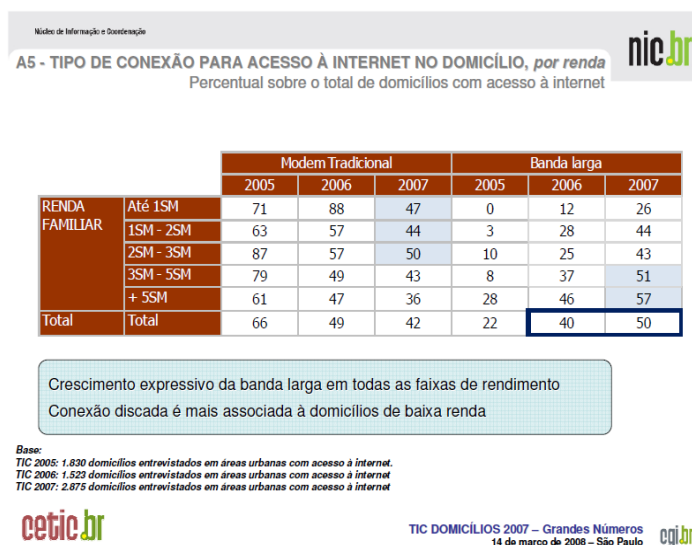 Núcleo de Informação e Coordenação
nic.br
A5 - TIPO DE CONEXÃO PARA ACESSO À INTERNET NO DOMICÍLIO, por renda
Percentual sobre o total de domicílios com acesso à internet
Modem Tradicional Banda larga
2005 2006 2007 2005 2006 2007
RENDA FAMILIAR Até 1SM 71 88 47 0 12 26
1SM - 2SM 63 57 44 3 28 44
2SM - 3SM 87 57 50 10 25 43
3SM - 5SM 79 49 43 8 37 51
+ 5SM 61 47 36 28 46 57
Total Total 66 49 42 22 40 50
Crescimento expressivo da banda larga em todas as faixas de rendimento
Conexão discada é mais associada à domicílios de baixa renda
Base:
TIC 2005: 1.830 domicílios entrevistados em áreas urbanas com acesso à internet.
TIC 2006: 1.523 domicílios entrevistados em áreas urbanas com acesso à internet
TIC 2007: 2.875 domicílios entrevistados em áreas urbanas com acesso à internet
cetic.br
TIC DOMICÍLIOS 2007 – Grandes Números
14 de março de 2008 – São Paulo
cgi.br